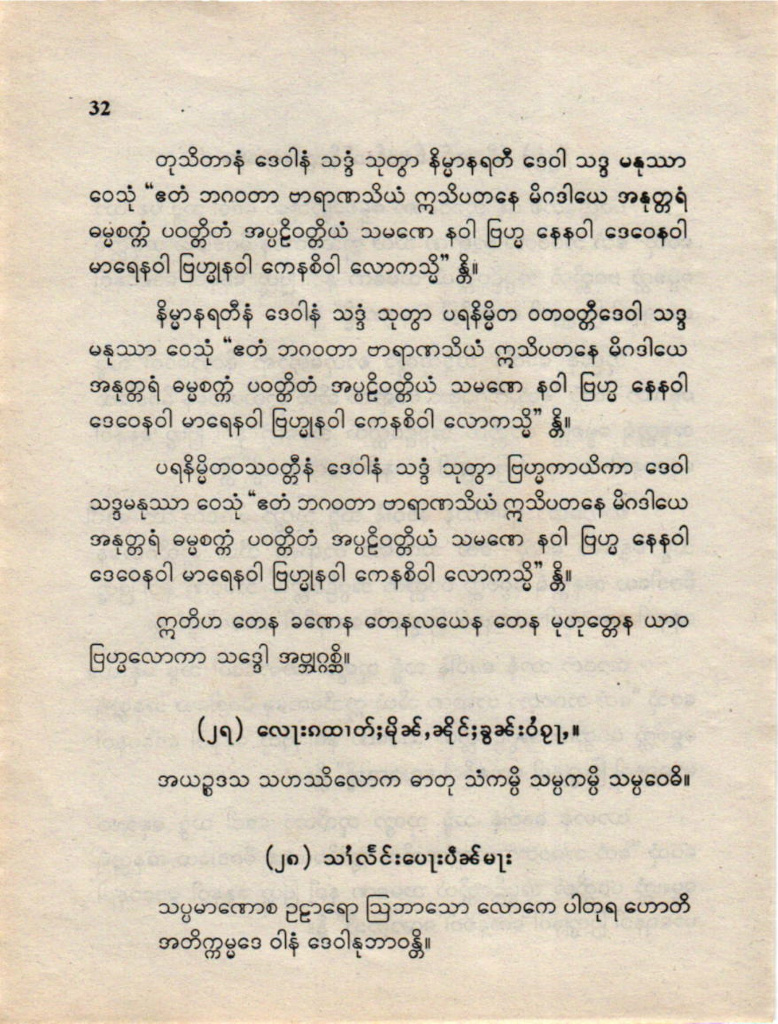 32
တုသိတာနံ ဒေဝါနံ သဒ္ဒံ သုတွာ နိမ္မာနရတီ ဒေဝါ သဒ္ဒ မနုဿာ
ဝေသုံ “ဧတံ ဘဂဝတာ ဗာရာဏသိယံ ဣသိပတနေ မိဂဒါယေ အနုတ္တရံ
ဓမ္မစက္ကံ ပဝတ္တိတံ အပ္ပဋိဝတ္တိယံ သမဏေ နဝါ ဗြဟ္မ နေနဝါ ဒေဝေနဝါ
မာရေနဝါ ဗြဟ္မုနဝါ ကေနစိဝါ လောကသ္မိ” န္တိ။
နိမ္မာနရတီနံ ဒေဝါနံ သဒ္ဒံ သုတွာ ပရနိမ္မိတ ဝတဝတ္တီဒေဝါ သဒ္ဒ
မနုဿာ ဝေသုံ “ဧတံ ဘဂဝတာ ဗာရာဏသိယံ ဣသိပတနေ မိဂဒါယေ
အနုတ္တရံ ဓမ္မစက္ကံ ပဝတ္တိတံ အပ္ပဋိဝတ္တိယံ သမဏေ နဝါ ဗြဟ္မ နေနဝါ
ဒေဝေနဝါ မာရေနဝါ ဗြဟ္မုနဝါ ကေနစိဝါ လောကသ္မိ” န္တိ။
ပရနိမ္မိတဝသဝတ္တီနံ ဒေဝါနံ သဒ္ဒံ သုတွာ ဗြဟ္မကာယိကာ ဒေဝါ
သဒ္ဒမနုဿာ ဝေသုံ “ဧတံ ဘဂဝတာ ဗာရာဏသိယံ ဣသိပတနေ မိဂဒါယေ
အနုတ္တရံ ဓမ္မစက္ကံ ပဝတ္တိတံ အပ္ပဋိဝတ္တိယံ သမဏေ နဝါ ဗြဟ္မ နေနဝါ
ဒေဝေနဝါ မာရေနဝါ ဗြဟ္မုနဝါ ကေနစိဝါ လောကသ္မိ” န္တိ။
ဣတိဟ တေန ခဏေန တေနလယေန တေန မုဟုတ္တေန ယာဝ
ဗြဟ္မလောကာ သဒ္ဒေါ အဗ္ဘုဂ္ဂစ္ဆိ။
(၂၇)
အယဉ္စဒသ သဟဿိလောက ဓာတု သံကမ္ပိ သမ္ပကမ္ပိ သမ္ပဝေဓိ။
(၂၈)
သပ္ပမာဏောစ ဥဠာရော ဩဘာသော လောကေ ပါတုရ ဟောတိ
အတိက္ကမ္မဒေ ဝါနံ ဒေဝါနုဘာဝန္တိ။